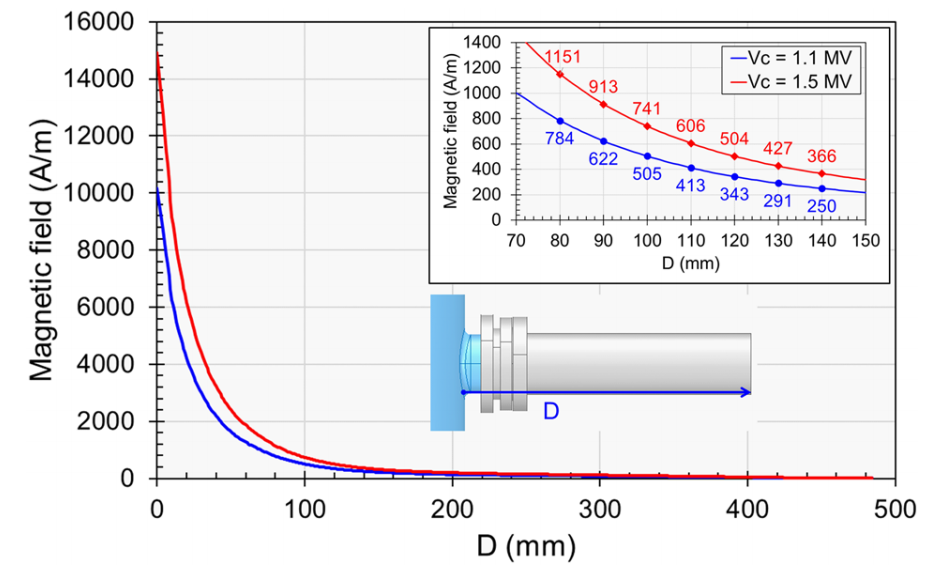 Magnetic field (A/m)
16000
14000
12000
10000
8000
6000
4000
2000
0
0 100 200 300 400 500
D (mm)
Magnetic field (A/m)
1400
1200
1000
800
600
400
200
0
70 80 90 100 110 120 130 140 150
D (mm)
Vc = 1.1 MV
Vc = 1.5 MV
1151 913 741 606 504 427 366
784 622 505 413 343 291 250
D